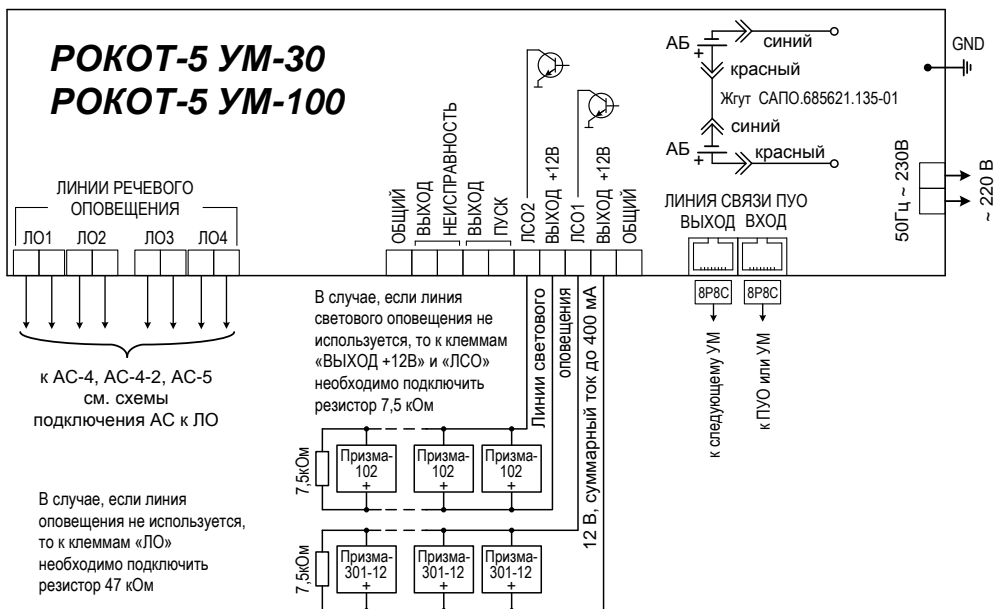 РОКОТ-5 УМ-30
РОКОТ-5 УМ-100
АБ
+
синий
красный
Жгут САПО.685621.135-01
синий
АБ
+
красный
GND
50Гц ~ 230В
~ 220 В
ЛИНИИ РЕЧЕВОГО
ОПОВЕЩЕНИЯ
ЛО1
ЛО2
ЛО3
ЛО4
ОБЩИЙ
ВЫХОД
НЕИСПРАВНОСТЬ
ВЫХОД
ПУСК
ЛСО2
ВЫХОД +12В
ЛСО1
ВЫХОД +12В
ОБЩИЙ
ЛИНИЯ СВЯЗИ ПУО
ВЫХОД
ВХОД
8P8C
8P8C
к следующему УМ
к ПУО или УМ
к АС-4, АС-4-2, АС-5
см. схемы
подключения АС к ЛО
В случае, если линия
светового оповещения не
используется, то к клеммам
«ВЫХОД +12В» и «ЛСО»
необходимо подключить
резистор 7,5 кОм
Линии светового
оповещения
12 В, суммарный ток до 400 мА
7,5кОм
Призма-
102
+
Призма-
102
+
Призма-
102
+
В случае, если линия
оповещения не используется,
то к клеммам «ЛО»
необходимо подключить
резистор 47 кОм
7,5кОм
Призма-
301-12
+
Призма-
301-12
+
Призма-
301-12
+